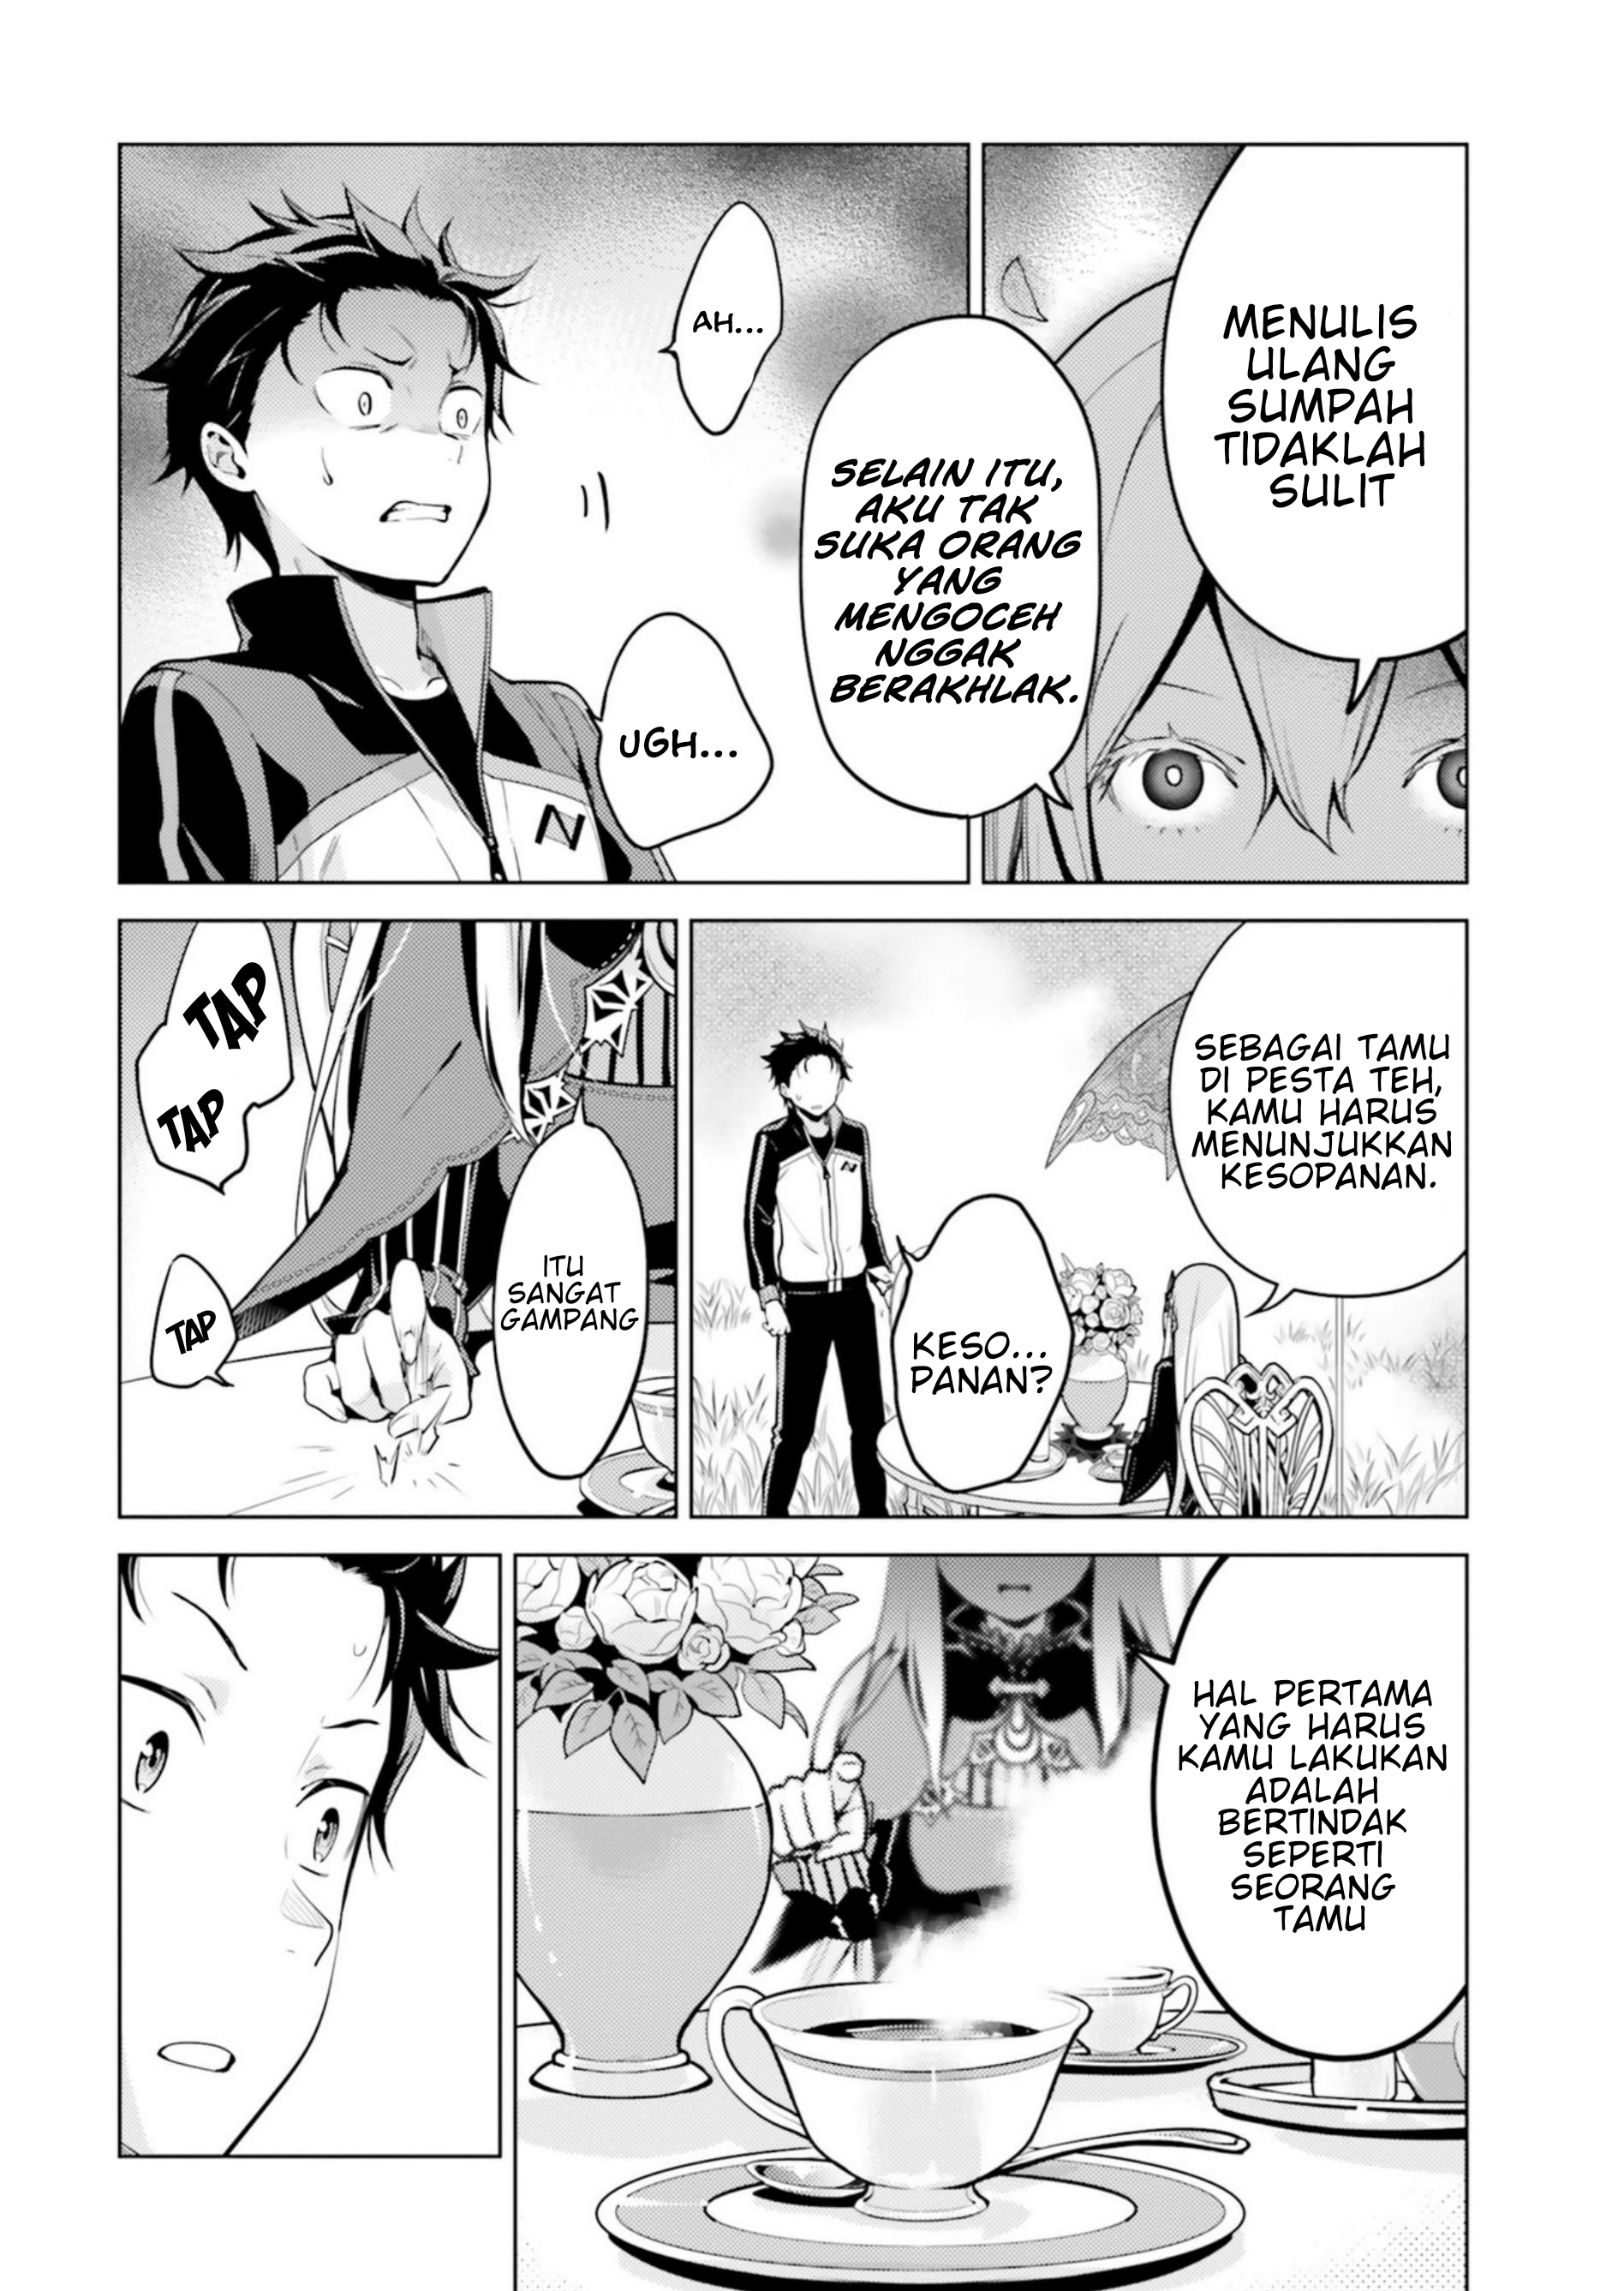 MENULIS
ULANG
SUMPAH
TIDAKLAH
SULIT
SELAIN ITU,
AKU TAK
SUKA ORANG
YANG
MENGOCEH
NGGAK
BERAKHLAK.
AH...
UGH...
SEBAGAI TAMU
DI PESTA TEH,
KAMU HARUS
MENUNJUKKAN
KESOPANAN.
KESO...
PANAN?
ITU
SANGAT
GAMPANG
TAP
TAP
TAP
HAL PERTAMA
YANG HARUS
KAMU LAKUKAN
ADALAH
BERTINDAK
SEPERTI
SEORANG
TAMU